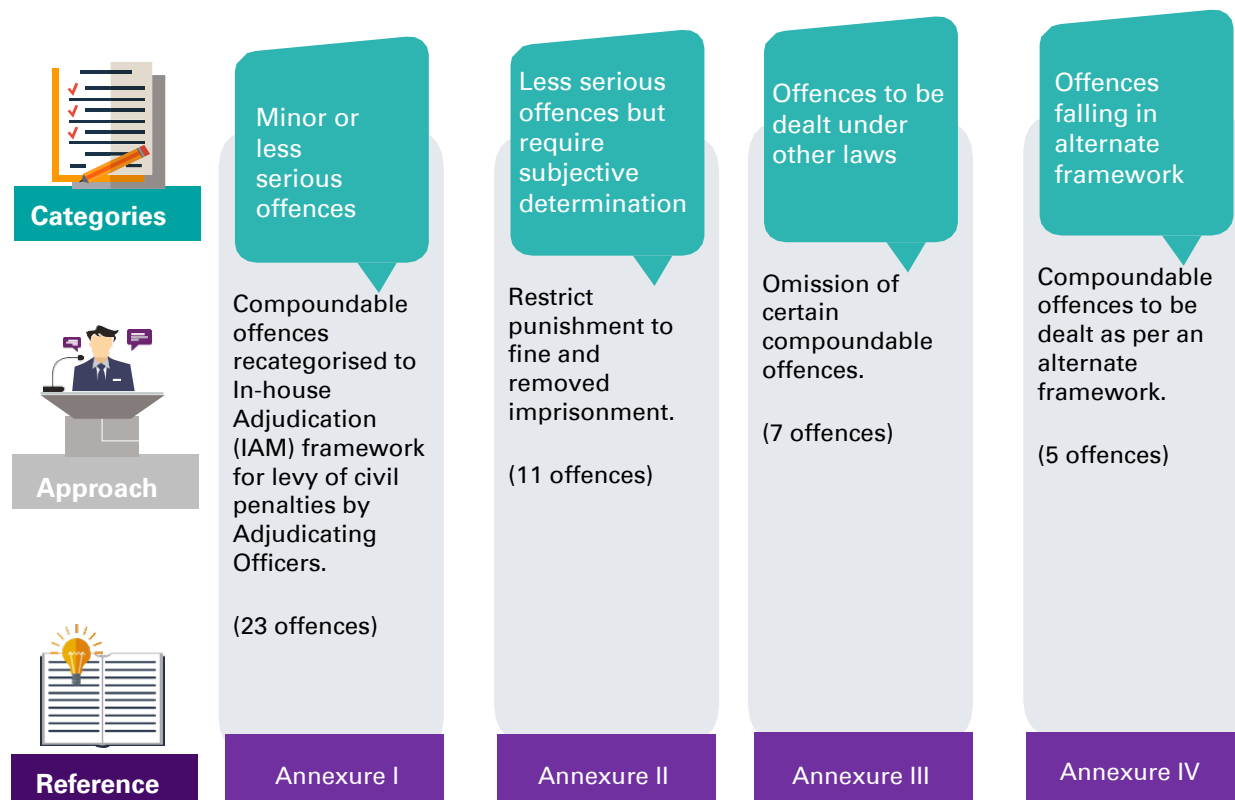 Categories
Minor or
less
serious
offences
Less serious
offences but
require
subjective
determination
Offences to be
dealt under
other laws
Offences
falling in
alternate
framework
Approach
Compoundable
offences
recategorised to
In-house
Adjudication
(IAM) framework
for levy of civil
penalties by
Adjudicating
Officers.
(23 offences)
Restrict
punishment to
fine and
removed
imprisonment.
(11 offences)
Omission of
certain
compoundable
offences.
(7 offences)
Compoundable
offences to be
dealt as per an
alternate
framework.
(5 offences)
Reference
Annexure I
Annexure II
Annexure III
Annexure IV